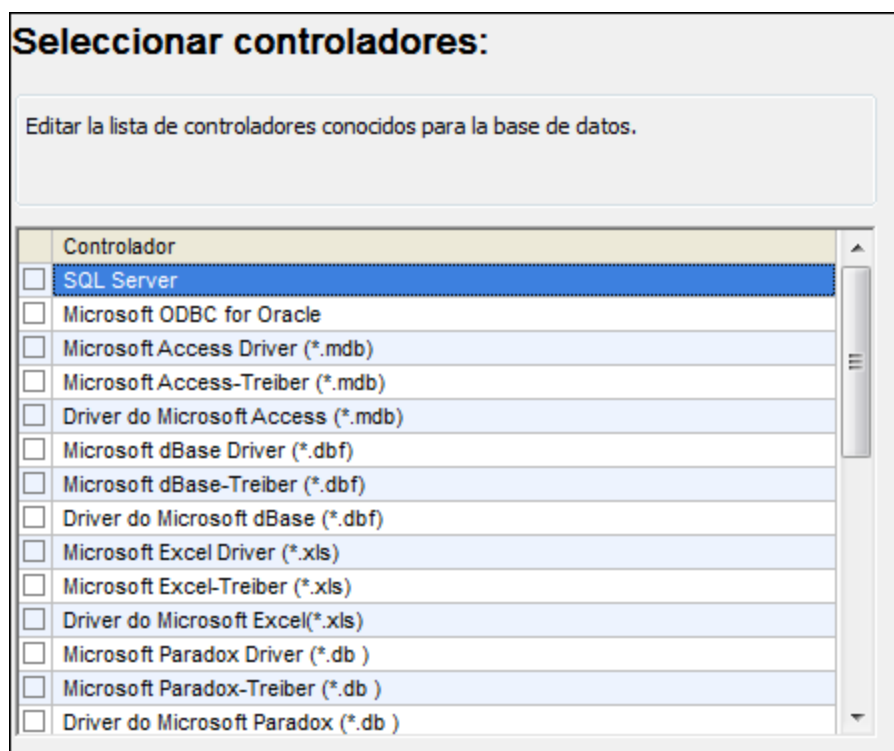 Seleccionar controladores:
Editar la lista de controladores conocidos para la base de datos.
Controlador
SQL Server
Microsoft ODBC for Oracle
Microsoft Access Driver (*.mdb)
Microsoft Access-Treiber (*.mdb)
Driver do Microsoft Access (*.mdb)
Microsoft dBase Driver (*.dbf)
Microsoft dBase-Treiber (*.dbf)
Driver do Microsoft dBase (*.dbf)
Microsoft Excel Driver (*.xls)
Microsoft Excel-Treiber (*.xls)
Driver do Microsoft Excel(*.xls)
Microsoft Paradox Driver (*.db )
Microsoft Paradox-Treiber (*.db )
Driver do Microsoft Paradox (*.db )